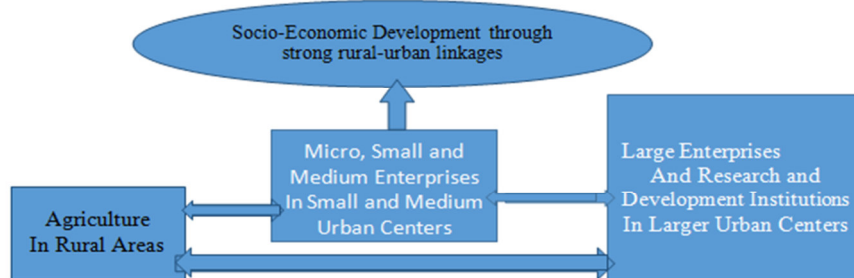 Socio-Economic Development through
strong rural-urban linkages
Micro, Small and
Medium Enterprises
In Small and Medium
Urban Centers
Large Enterprises
And Research and
Development Institutions
In Larger Urban Centers
Agriculture
In Rural Areas